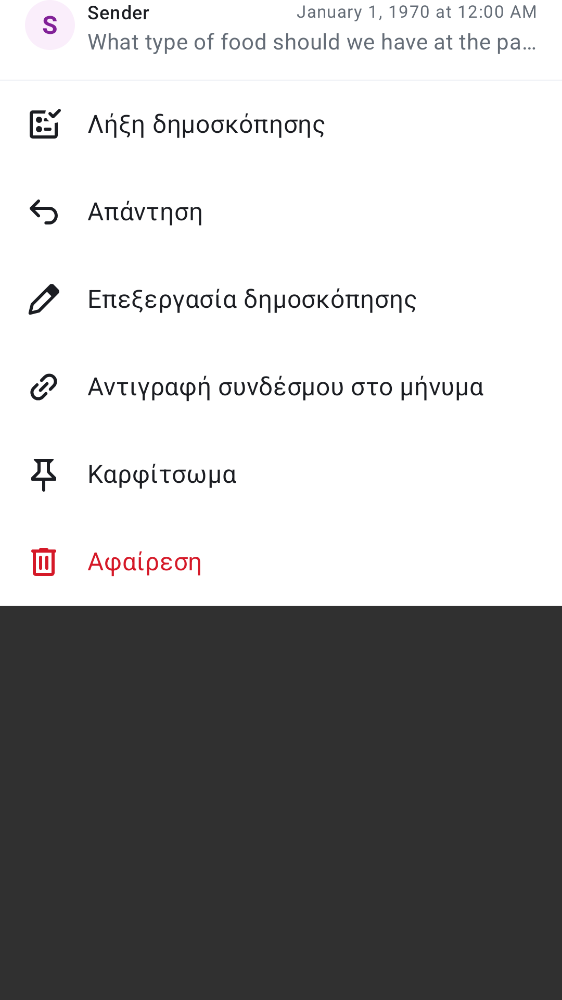 S
Sender
January 1, 1970 at 12:00 AM
What type of food should we have at the pa…
Λήξη δημοσκόπησης
Απάντηση
Επεξεργασία δημοσκόπησης
Αντιγραφή συνδέσμου στο μήνυμα
Καρφίτσωμα
Αφαίρεση